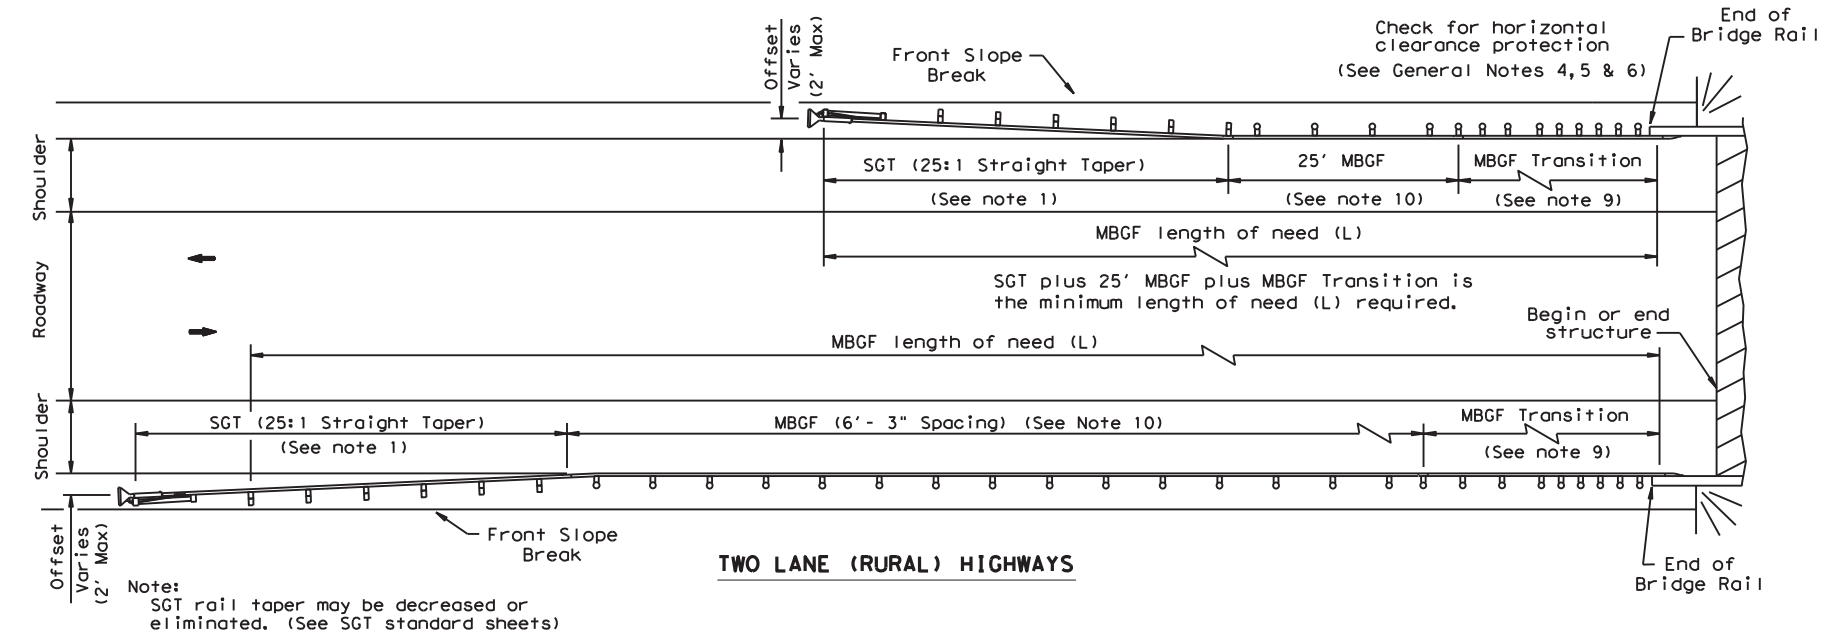 Offset
Varies
(2' Max)
Front Slope
Break
Check for horizontal
clearance protection
(See General Notes 4,5 & 6)
End of
Bridge Rail
Shoulder
SGT (25:1 Straight Taper)
(See note 1)
25' MBGF
(See note 10)
MBGF Transition
(See note 9)
MBGF length of need (L)
SGT plus 25' MBGF plus MBGF Transition is
the minimum length of need (L) required.
Roadway
Begin or end
structure
MBGF length of need (L)
Shoulder
SGT (25:1 Straight Taper)
(See note 1)
MBGF (6'- 3" Spacing) (See Note 10)
MBGF Transition
(See note 9)
Offset
Varies
(2' Max)
Front Slope
Break
TWO LANE (RURAL) HIGHWAYS
End of
Bridge Rail
Note:
SGT rail taper may be decreased or
eliminated. (See SGT standard sheets)